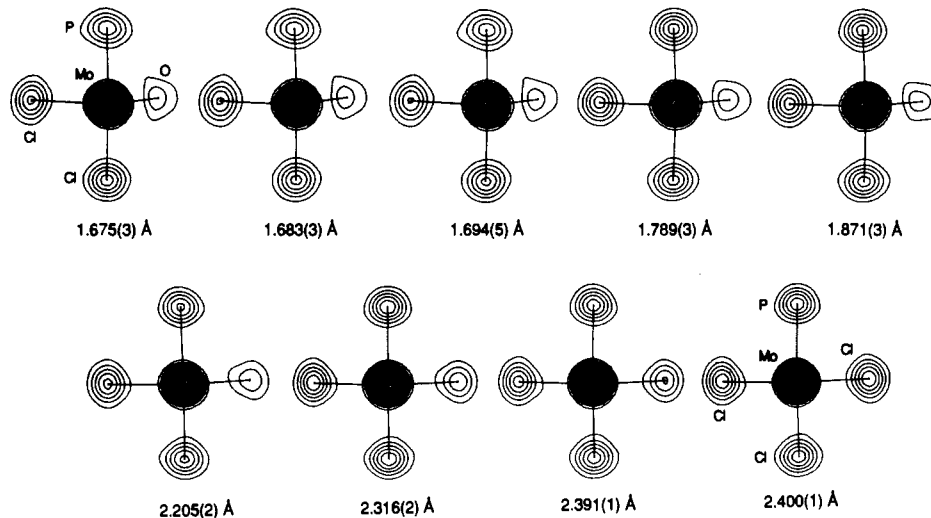 P
Mo
O
Cl
Cl
1.675(3) Å
1.683(3) Å
1.694(5) Å
1.789(3) Å
1.871(3) Å
P
Mo
Cl
Cl
Cl
2.205(2) Å
2.316(2) Å
2.391(1) Å
2.400(1) Å